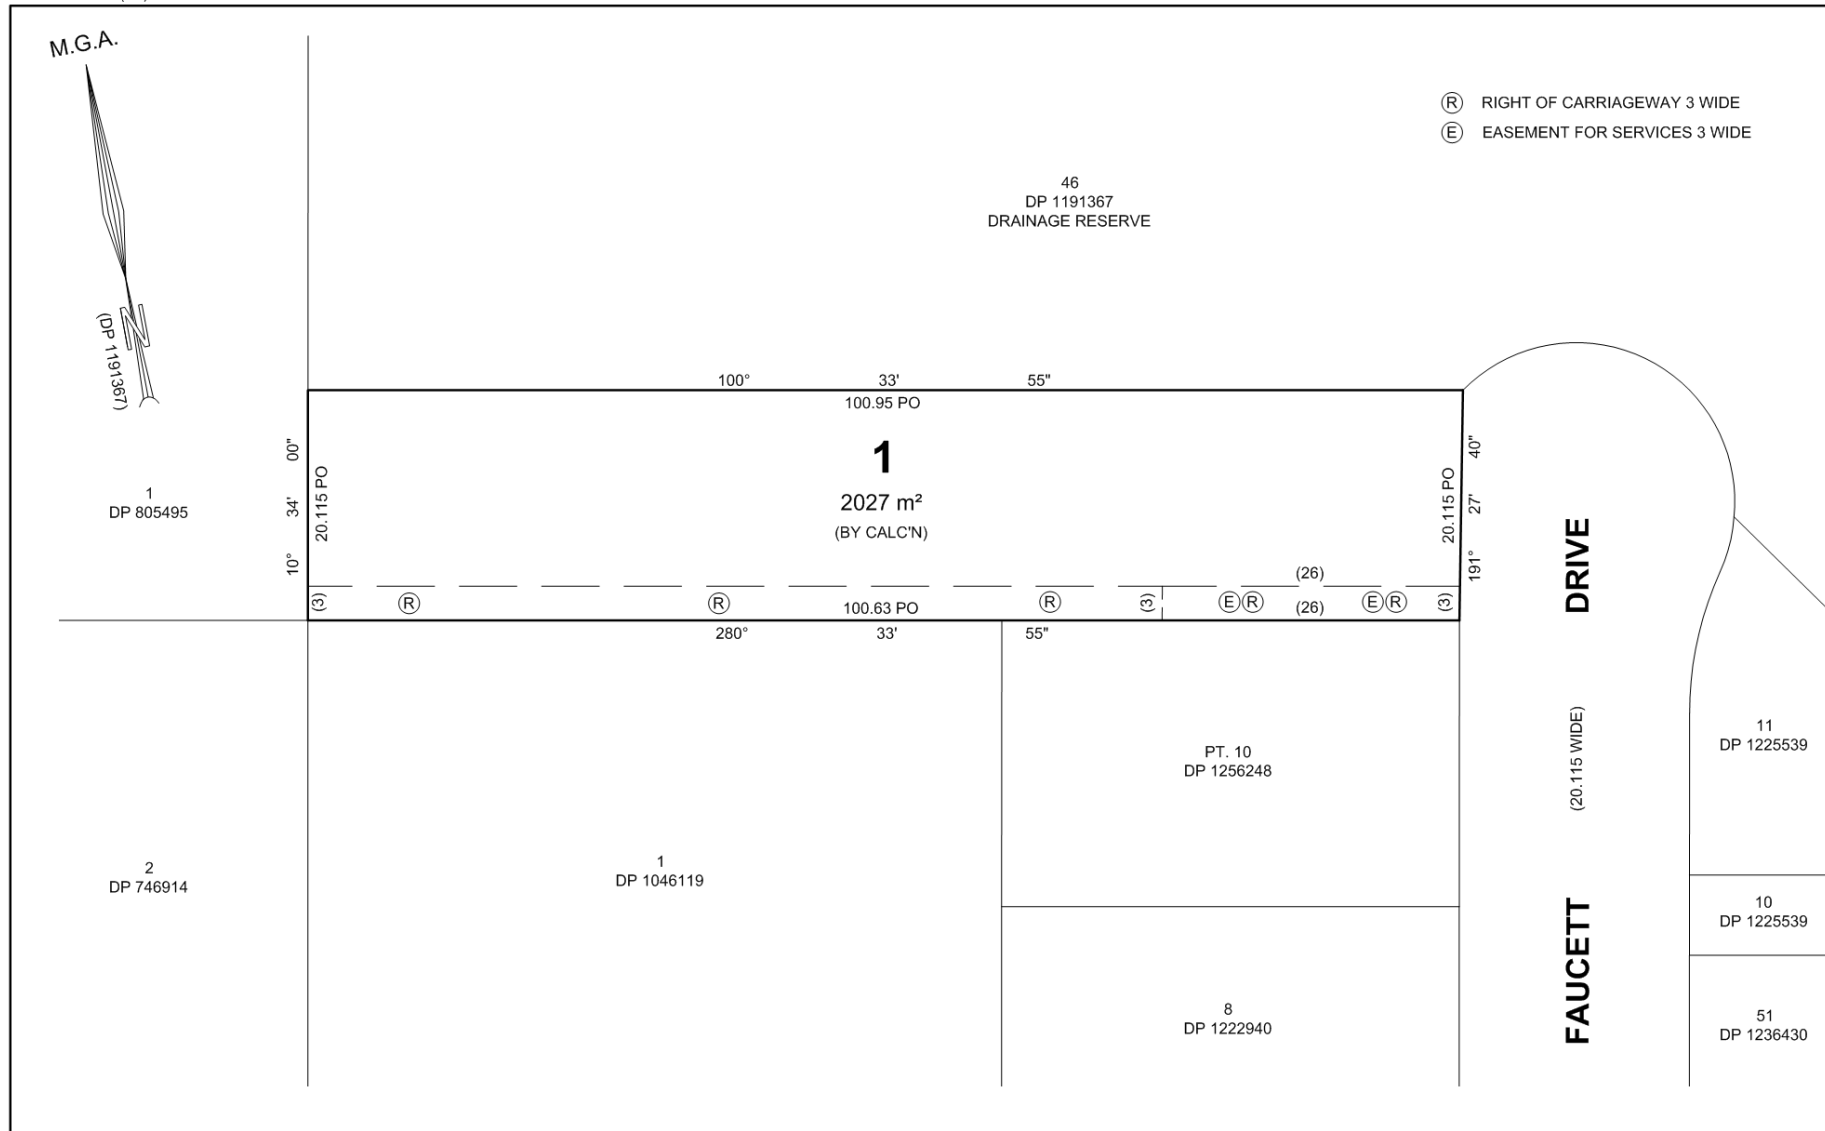 M.G.A.
(DP 1191367)
Ⓡ RIGHT OF CARRIAGEWAY 3 WIDE
Ⓔ EASEMENT FOR SERVICES 3 WIDE
46
DP 1191367
DRAINAGE RESERVE
100° 33' 55"
100.95 PO
1
2027 m²
(BY CALC'N)
10° 34' 00"
20.115 PO
20.115 PO
191° 27' 40"
1
DP 805495
(26)
(3) Ⓡ Ⓡ 100.63 PO Ⓡ (3) ⒺⓇ (26) ⒺⓇ (3)
280° 33' 55"
FAUCETT DRIVE
(20.115 WIDE)
PT. 10
DP 1256248
11
DP 1225539
2
DP 746914
1
DP 1046119
10
DP 1225539
8
DP 1222940
51
DP 1236430